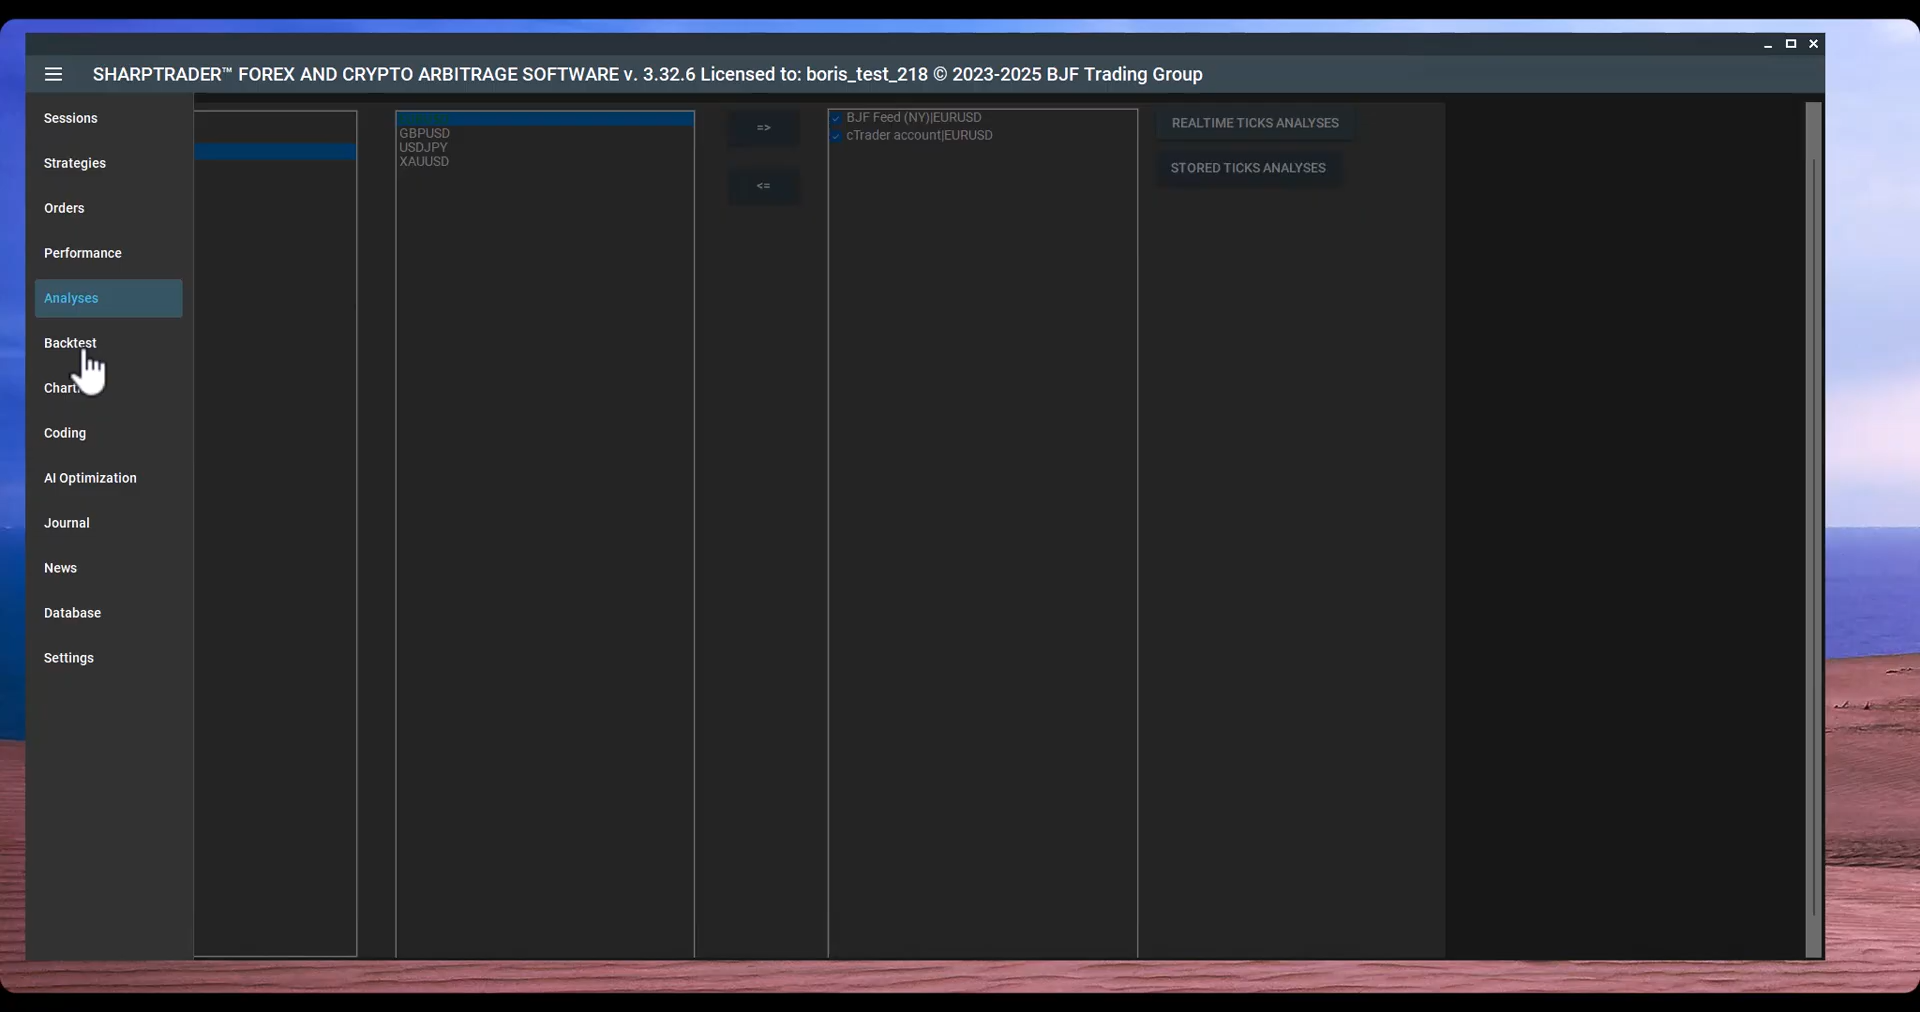 SHARPTRADER™ FOREX AND CRYPTO ARBITRAGE SOFTWARE v. 3.32.6 Licensed to: boris_test_218 © 2023-2025 BJF Trading Group
Sessions
Strategies
Orders
Performance
Analyses
Backtest
Coding
AI Optimization
Journal
News
Database
Settings
GBPUSD
USDJPY
XAUUSD
=>
<=
BJF Feed (NY)|EURUSD
cTrader account|EURUSD
REALTIME TICKS ANALYSES
STORED TICKS ANALYSES